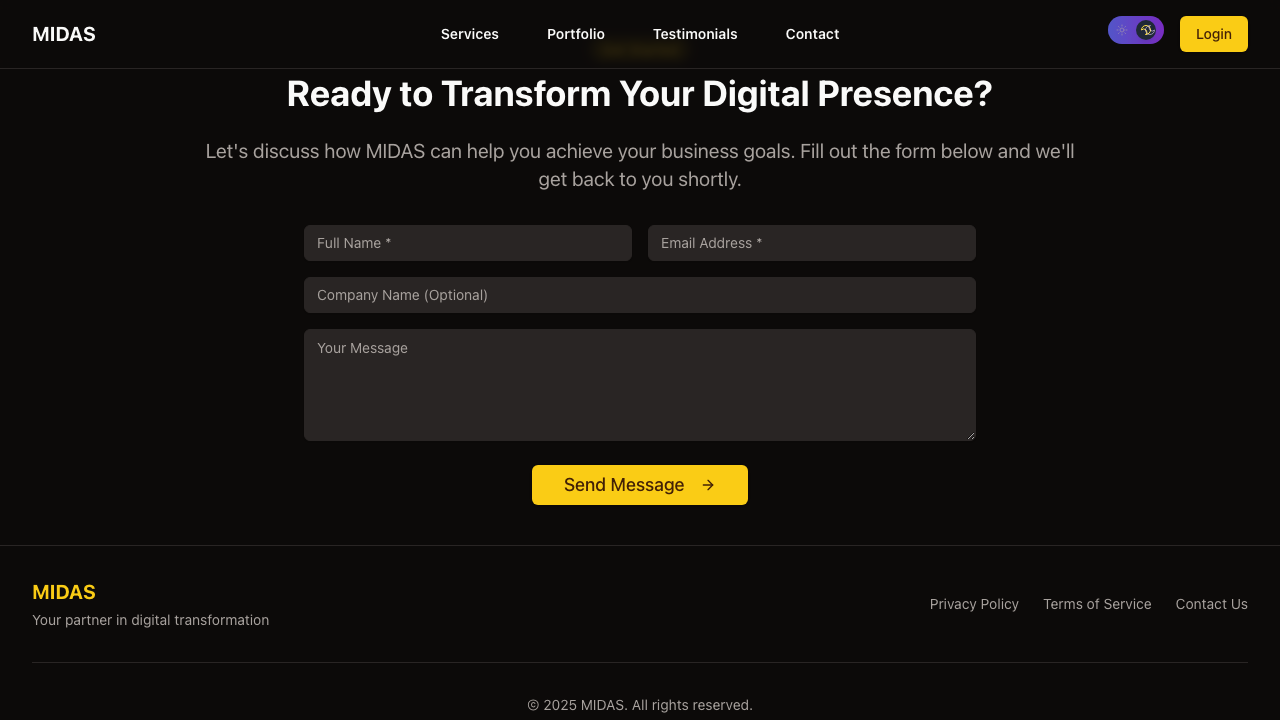 MIDAS
Services
Portfolio
Testimonials
Contact
Login
Ready to Transform Your Digital Presence?
Let's discuss how MIDAS can help you achieve your business goals. Fill out the form below and we'll
get back to you shortly.
Full Name *
Email Address *
Company Name (Optional)
Your Message
Send Message
MIDAS
Your partner in digital transformation
Privacy Policy
Terms of Service
Contact Us
© 2025 MIDAS. All rights reserved.